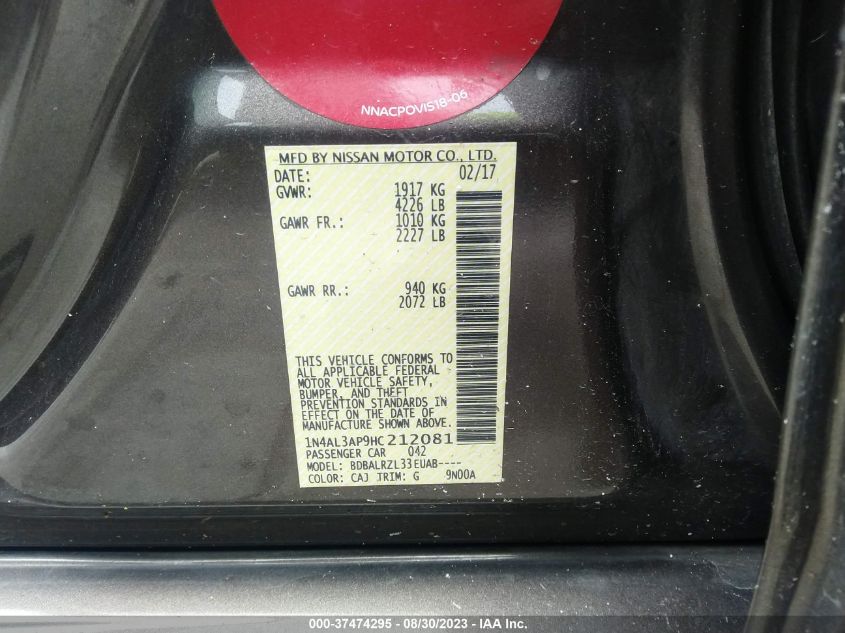 NNACPOVIS18-06
MFD BY NISSAN MOTOR CO., LTD.
DATE: 02/17
GVWR: 1917 KG
4226 LB
GAWR FR.: 1010 KG
2227 LB
GAWR RR.: 940 KG
2072 LB
THIS VEHICLE CONFORMS TO
ALL APPLICABLE FEDERAL
MOTOR VEHICLE SAFETY,
BUMPER, AND THEFT
PREVENTION STANDARDS IN
EFFECT ON THE DATE OF
MANUFACTURE SHOWN ABOVE.
1N4AL3AP9HC212081
PASSENGER CAR 042
MODEL: BDBALRZL33EUAB----
COLOR: CAJ TRIM: G 9N00A
000-37474295 - 08/30/2023 - IAA Inc.